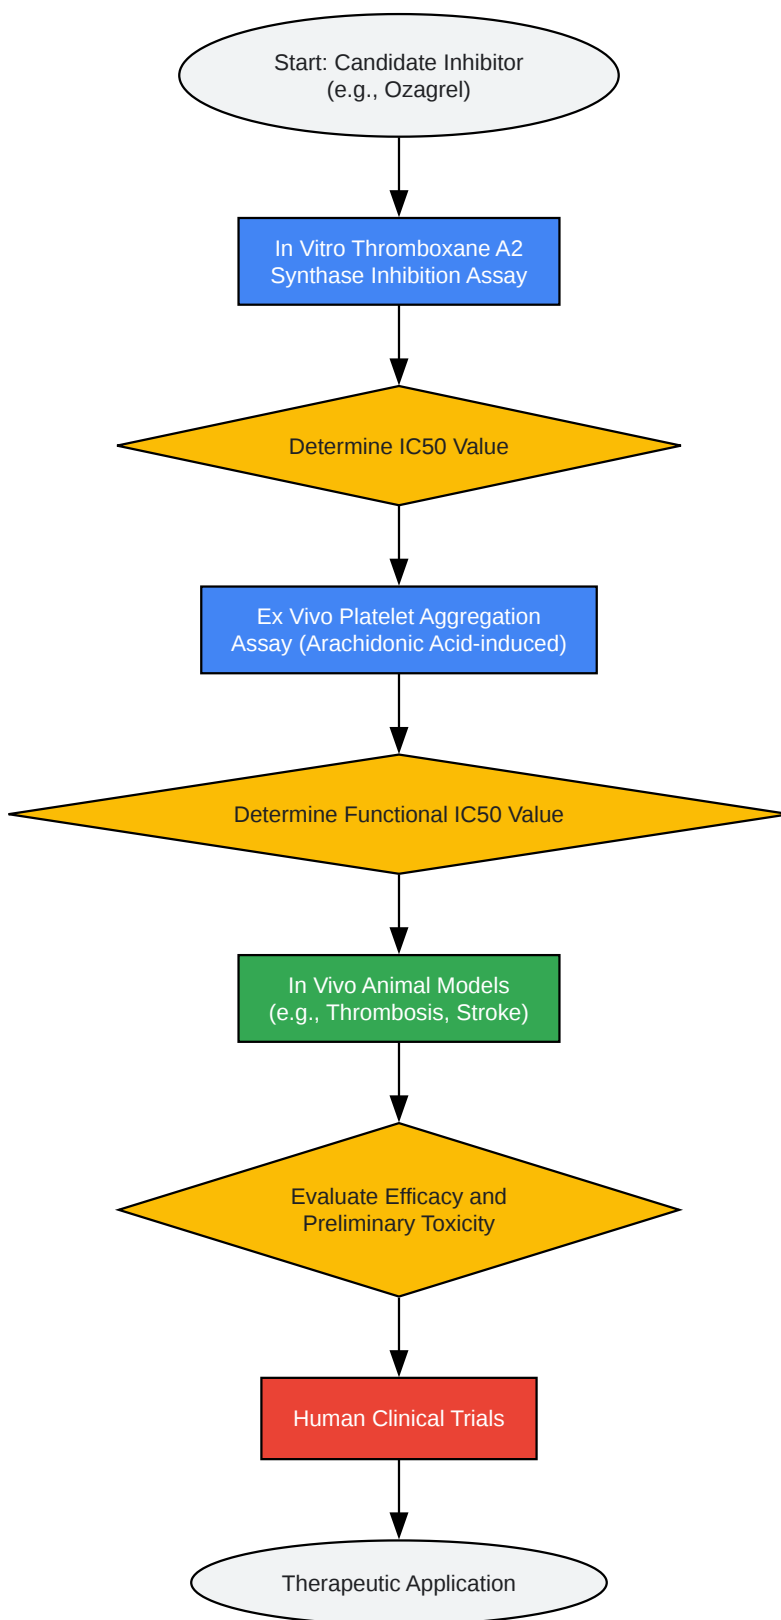 Start: Candidate Inhibitor
(e.g., Ozagrel)
In Vitro Thromboxane A2
Synthase Inhibition Assay
Determine IC50 Value
Ex Vivo Platelet Aggregation
Assay (Arachidonic Acid-induced)
Determine Functional IC50 Value
In Vivo Animal Models
(e.g., Thrombosis, Stroke)
Evaluate Efficacy and
Preliminary Toxicity
Human Clinical Trials
Therapeutic Application